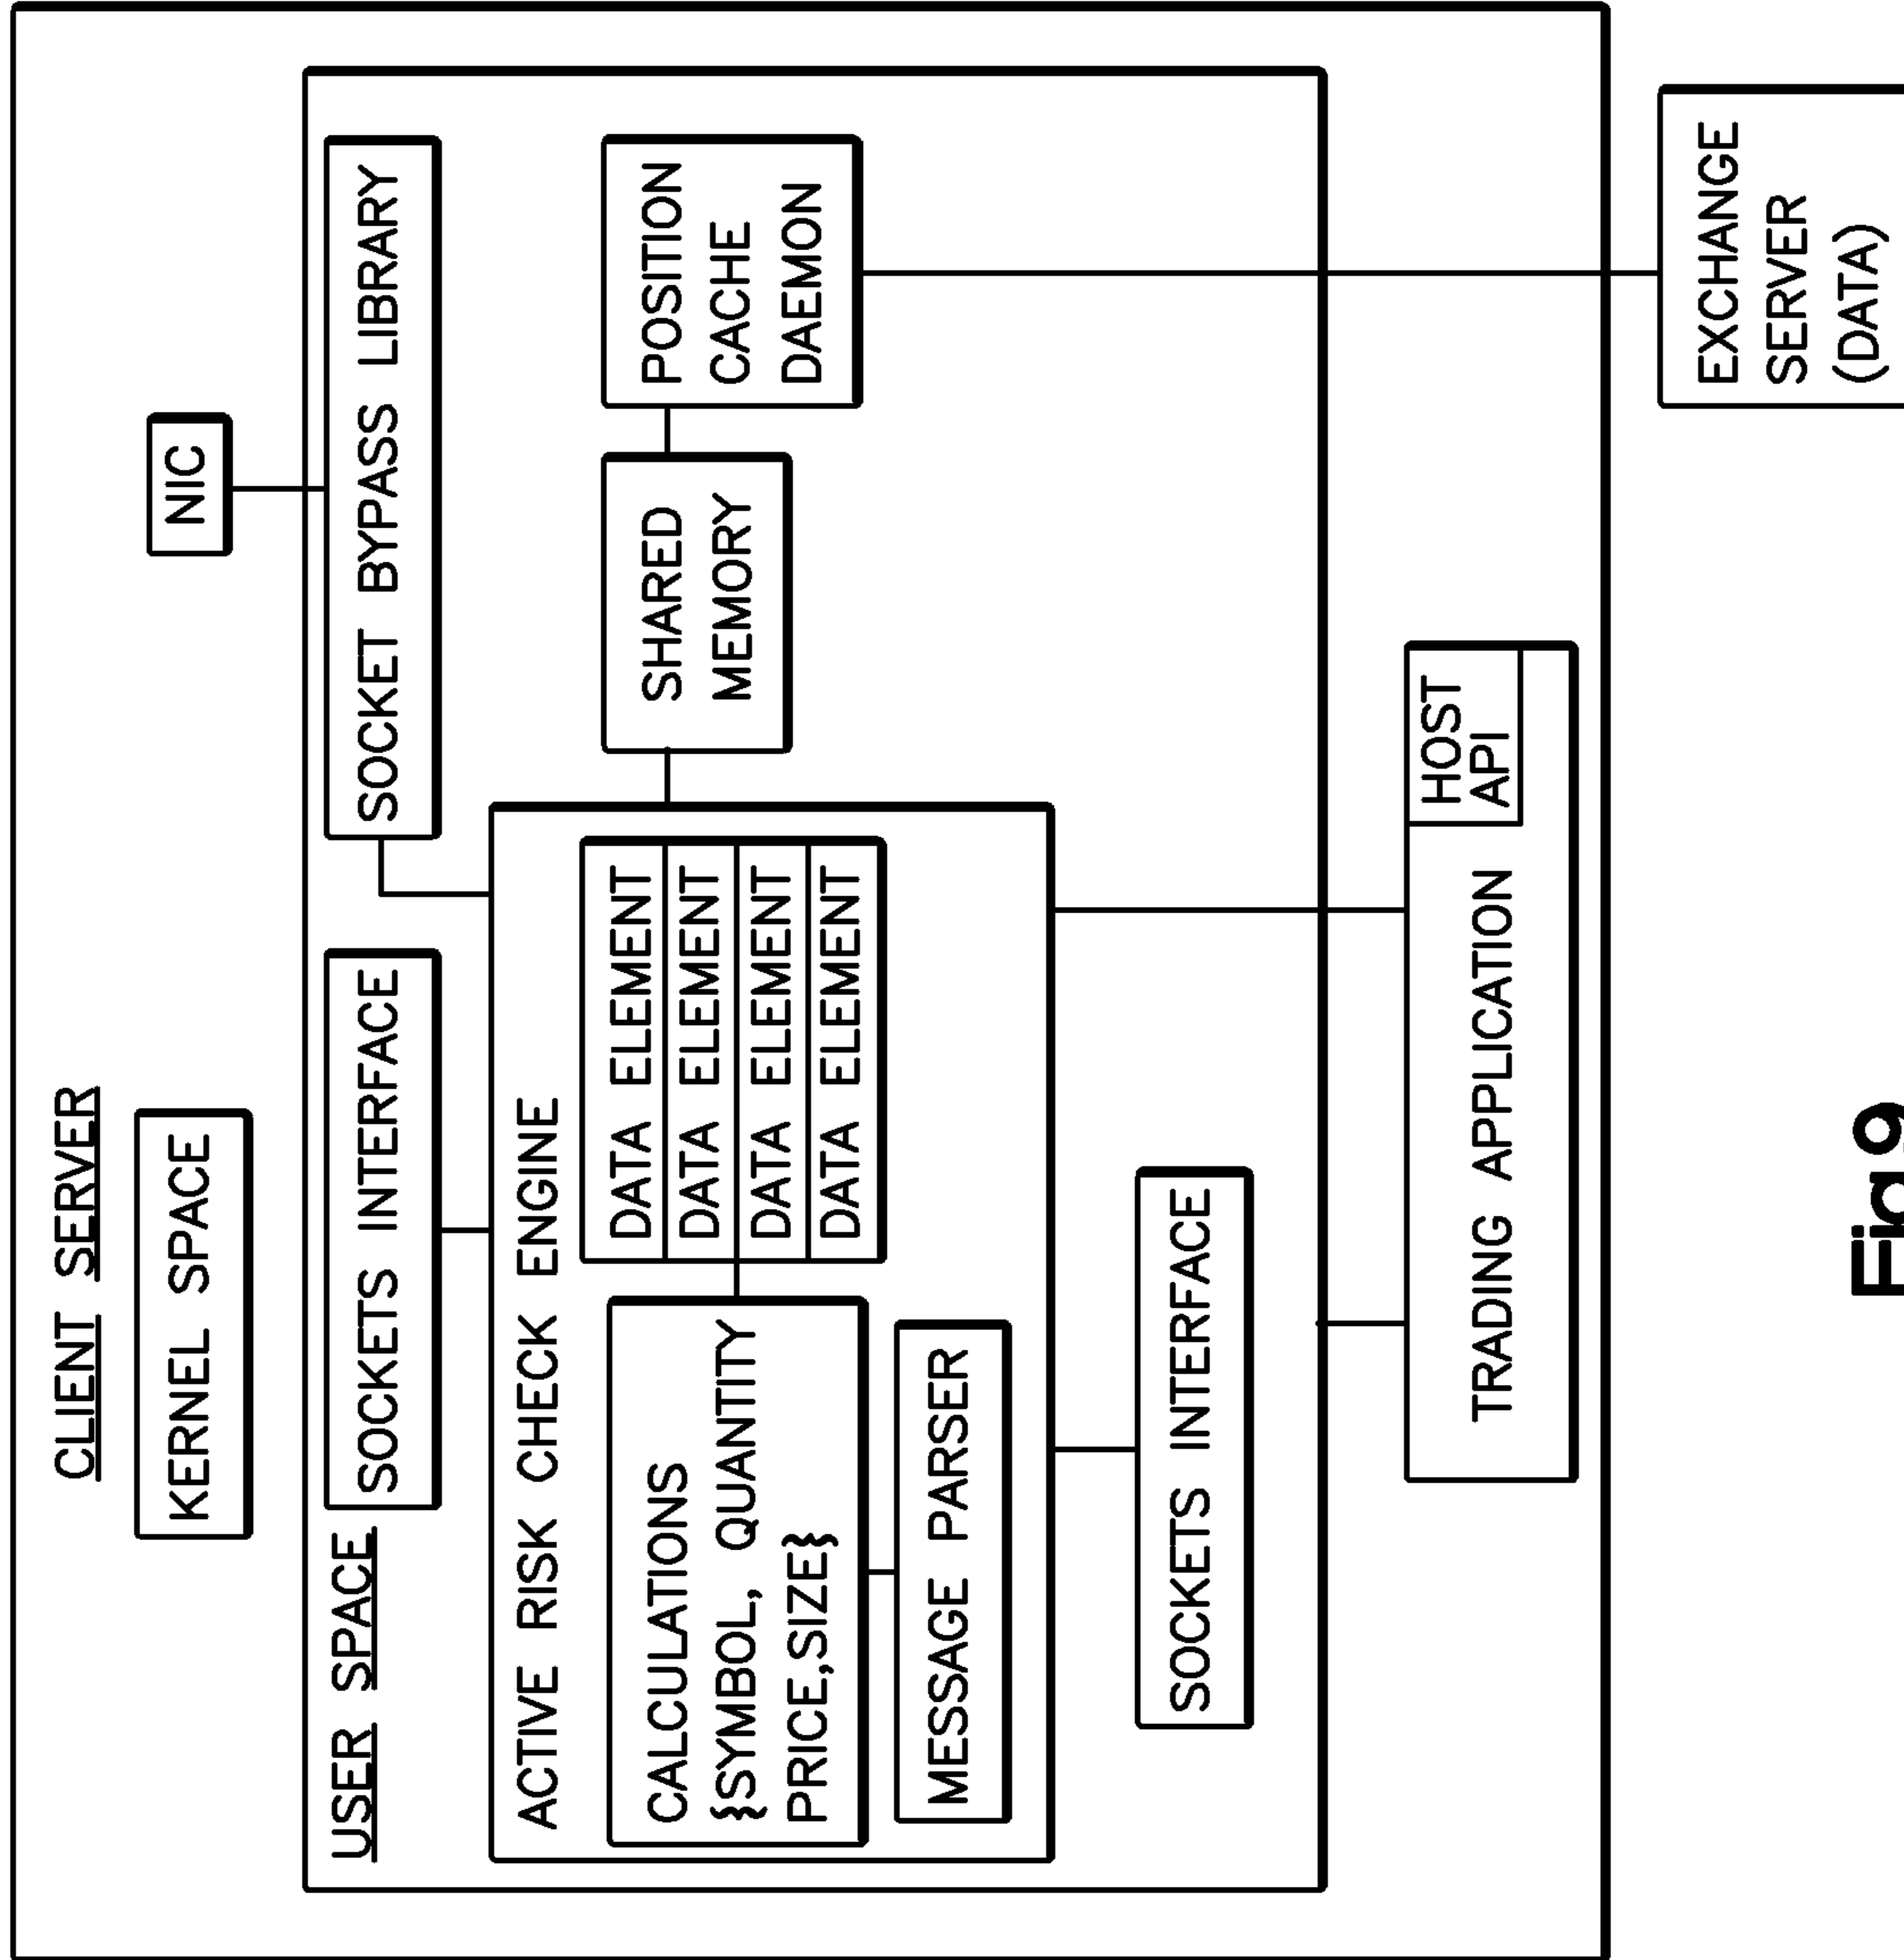 CLIENT SERVER
KERNEL SPACE
NIC
USER SPACE
SOCKETS INTERFACE
SOCKET BYPASS LIBRARY
ACTIVE RISK CHECK ENGINE
CALCULATIONS
{SYMBOL, QUANTITY
PRICE,SIZE}
DATA ELEMENT
DATA ELEMENT
DATA ELEMENT
DATA ELEMENT
MESSAGE PARSER
SHARED
MEMORY
POSITION
CACHE
DAEMON
SOCKETS INTERFACE
TRADING APPLICATION
HOST
API
EXCHANGE
SERVER
(DATA)
Fig.9